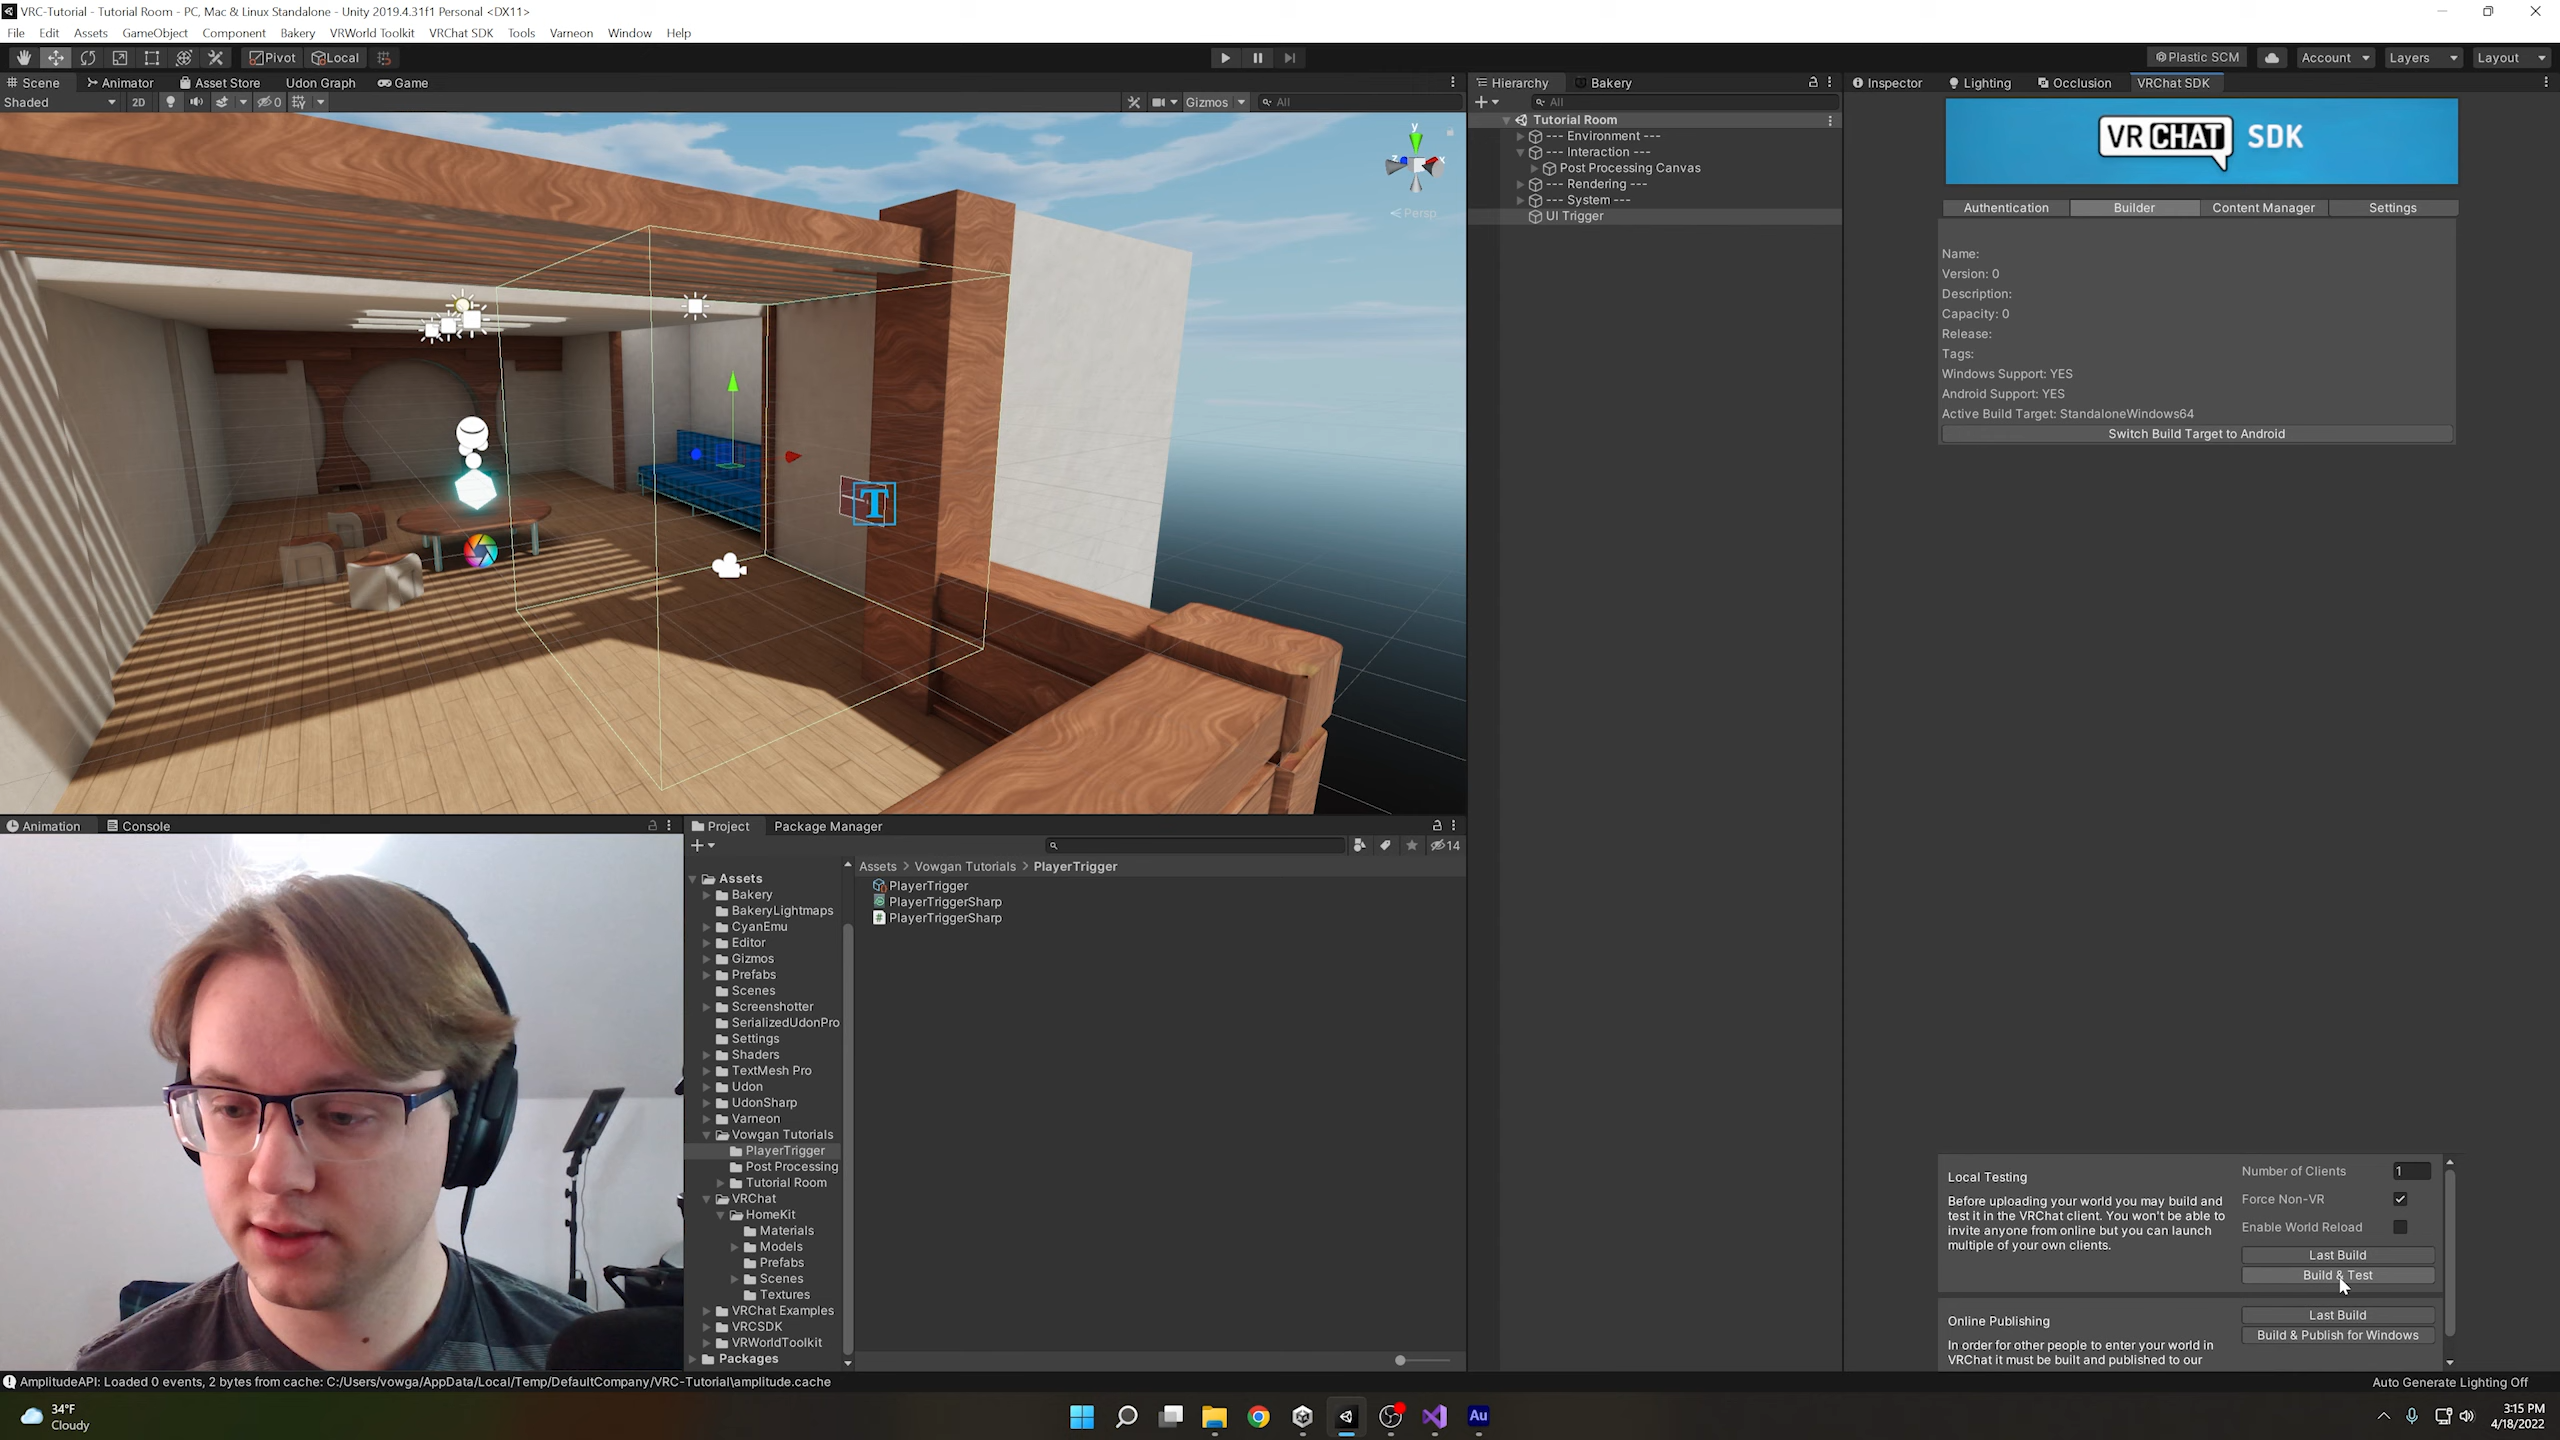 VRC-Tutorial - Tutorial Room - PC, Mac & Linux Standalone - Unity 2019.4.31f1 Personal <DX11>
File Edit Assets GameObject Component Bakery VRWorld Toolkit VRChat SDK Tools Varneon Window Help
Pivot Local Plastic SCM Account Layers Layout
Scene Animator Asset Store Udon Graph Game
Shaded 2D 0 Gizmos All
y
z x
Persp
T
Hierarchy Bakery
All
Tutorial Room
--- Environment ---
--- Interaction ---
Post Processing Canvas
--- Rendering ---
--- System ---
UI Trigger
Inspector Lighting Occlusion VRChat SDK
VRCHAT SDK
Authentication Builder Content Manager Settings
Name:
Version: 0
Description:
Capacity: 0
Release:
Tags:
Windows Support: YES
Android Support: YES
Active Build Target: StandaloneWindows64
Switch Build Target to Android
Local Testing
Before uploading your world you may build and
test it in the VRChat client. You won't be able to
invite anyone from online but you can launch
multiple of your own clients.
Number of Clients 1
Force Non-VR
Enable World Reload
Last Build
Build & Test
Online Publishing
In order for other people to enter your world in
VRChat it must be built and published to our
Last Build
Build & Publish for Windows
Animation Console
Project Package Manager
14
Assets
Bakery
BakeryLightmaps
CyanEmu
Editor
Gizmos
Prefabs
Scenes
Screenshotter
SerializedUdonPro
Settings
Shaders
TextMesh Pro
Udon
UdonSharp
Varneon
Vowgan Tutorials
PlayerTrigger
Post Processing
Tutorial Room
VRChat
HomeKit
Materials
Models
Prefabs
Scenes
Textures
VRChat Examples
VRCSDK
VRWorldToolkit
Packages
Assets > Vowgan Tutorials > PlayerTrigger
PlayerTrigger
PlayerTriggerSharp
PlayerTriggerSharp
AmplitudeAPI: Loaded 0 events, 2 bytes from cache: C:/Users/vowga/AppData/Local/Temp/DefaultCompany/VRC-Tutorial\amplitude.cache
Auto Generate Lighting Off
34°F
Cloudy
Au
3:15 PM
4/18/2022